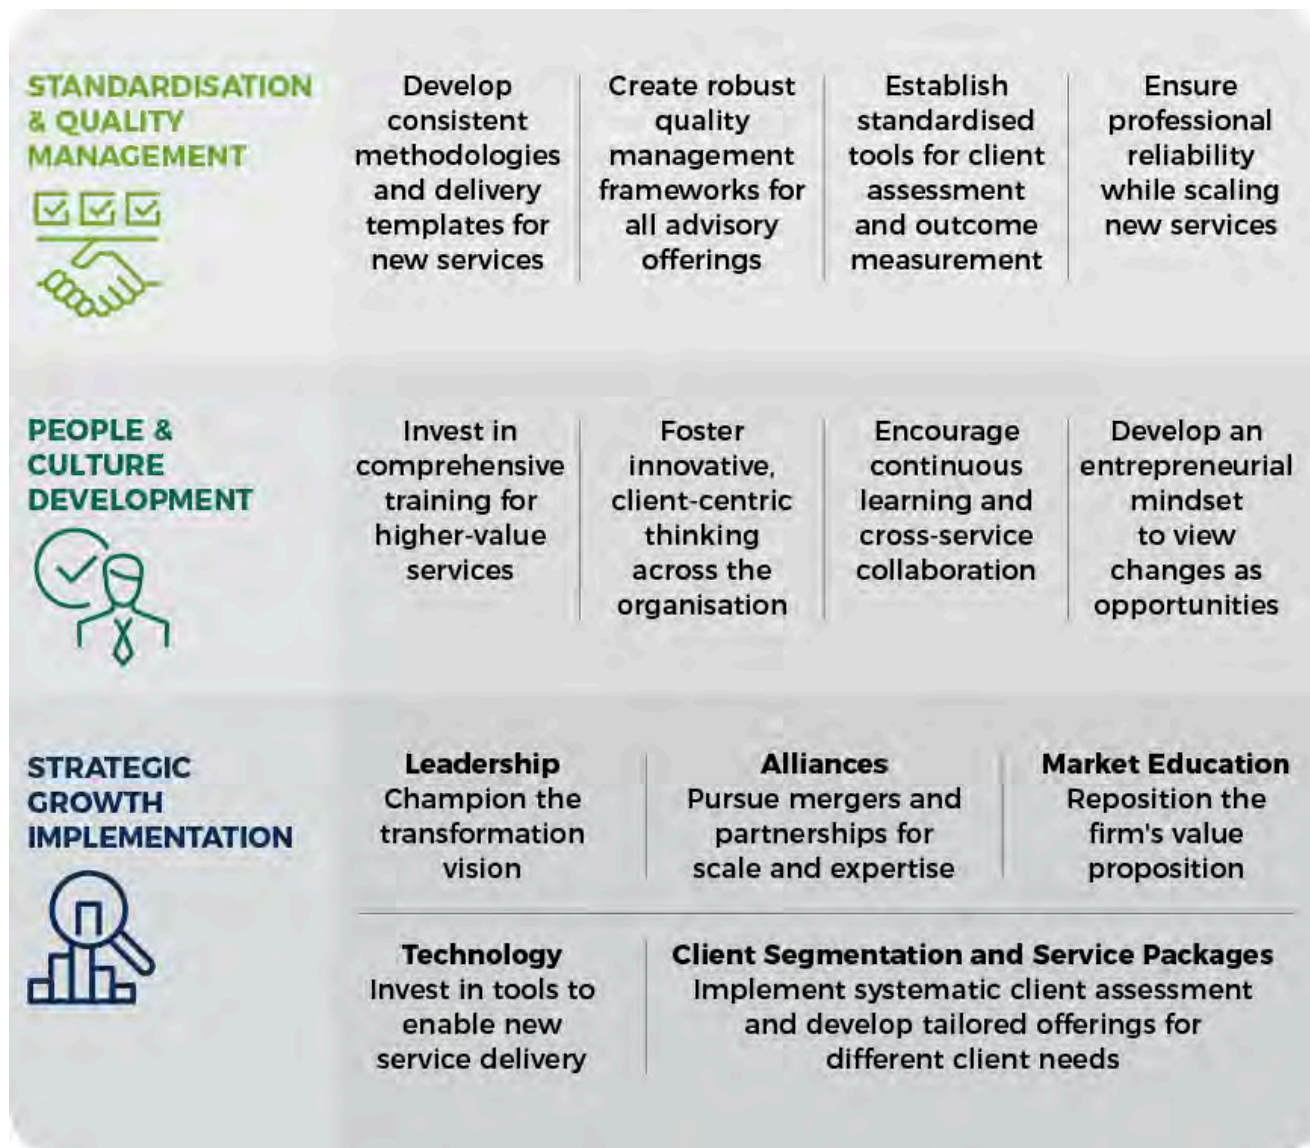 STANDARDISATION
& QUALITY
MANAGEMENT
Develop
consistent
methodologies
and delivery
templates for
new services
Create robust
quality
management
frameworks for
all advisory
offerings
Establish
standardised
tools for client
assessment
and outcome
measurement
Ensure
professional
reliability
while scaling
new services
PEOPLE &
CULTURE
DEVELOPMENT
Invest in
comprehensive
training for
higher-value
services
Foster
innovative,
client-centric
thinking
across the
organisation
Encourage
continuous
learning and
cross-service
collaboration
Develop an
entrepreneurial
mindset
to view
changes as
opportunities
STRATEGIC
GROWTH
IMPLEMENTATION
Leadership
Champion the
transformation
vision
Alliances
Pursue mergers and
partnerships for
scale and expertise
Market Education
Reposition the
firm's value
proposition
Technology
Invest in tools to
enable new
service delivery
Client Segmentation and Service Packages
Implement systematic client assessment
and develop tailored offerings for
different client needs